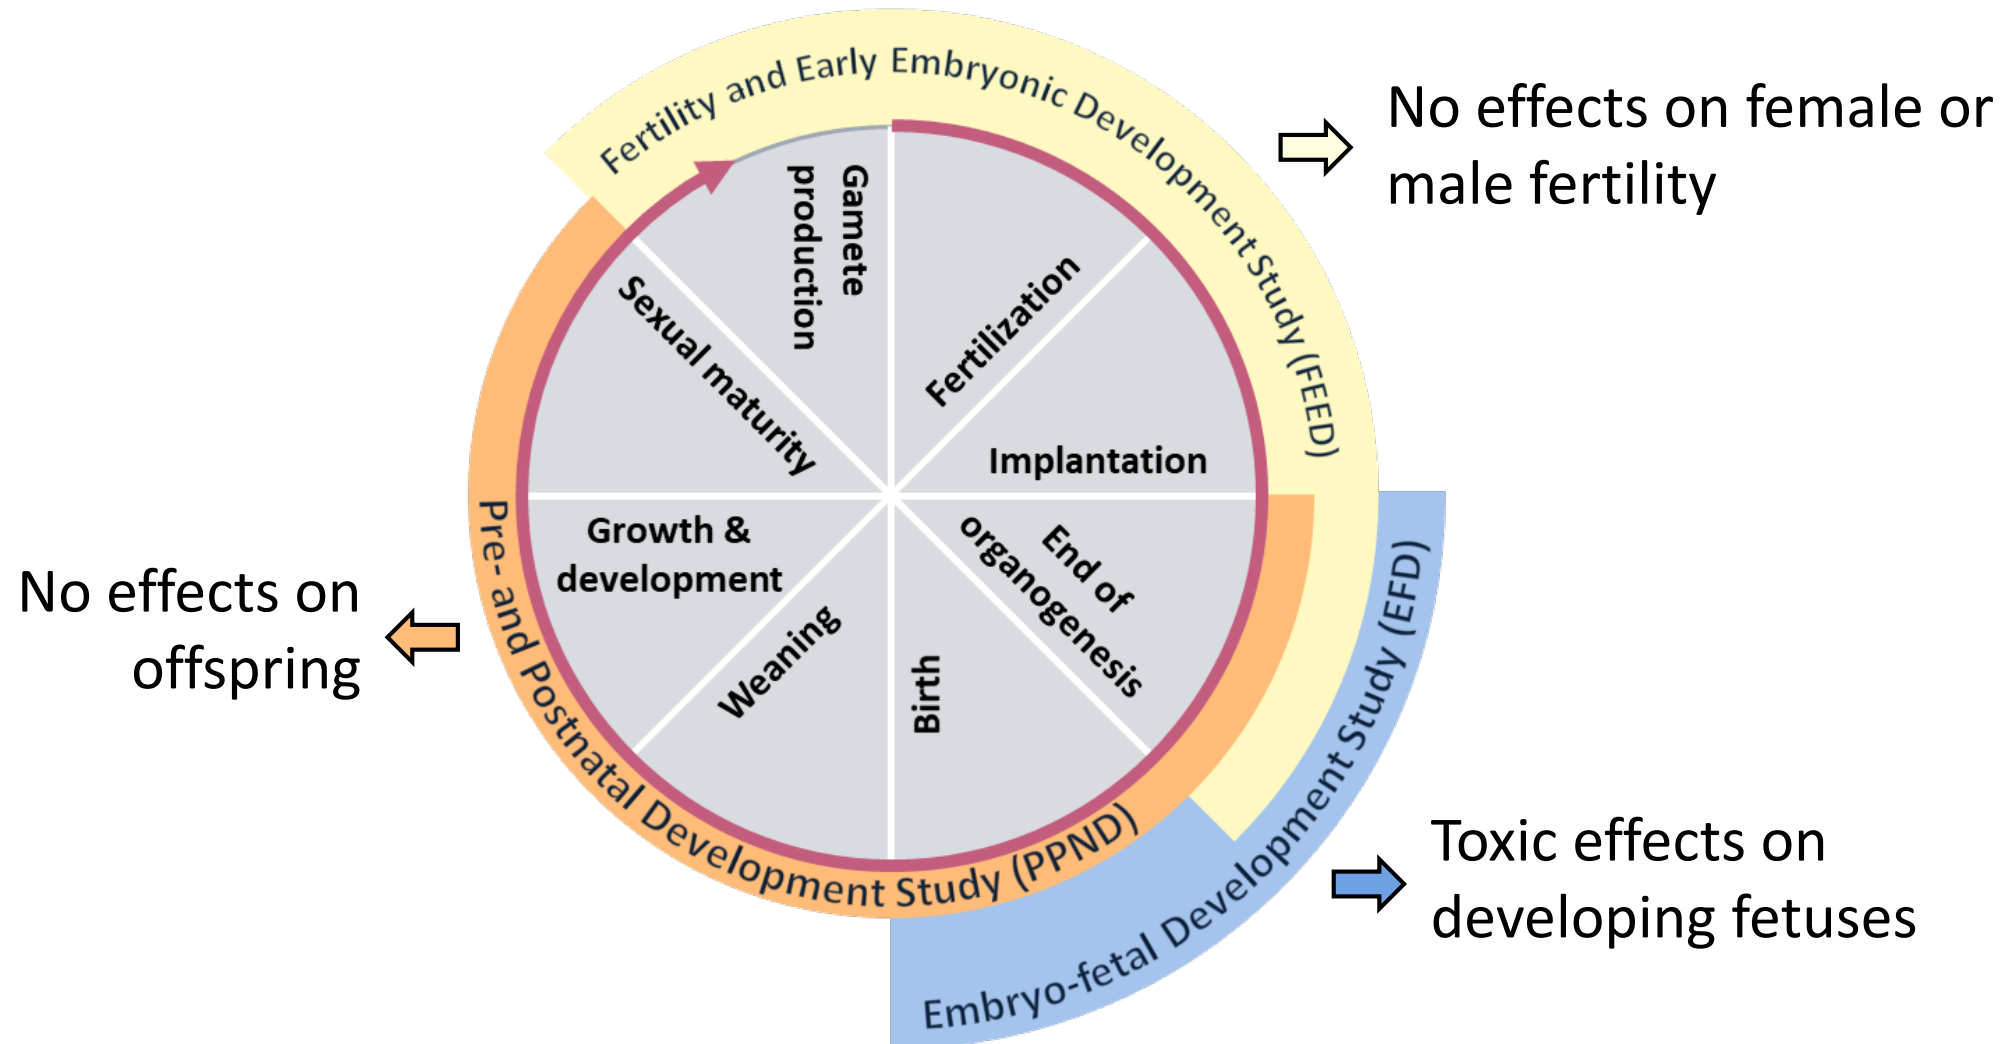 Fertility and Early Embryonic Development Study (FEED)
No effects on female or
male fertility
Gamete
production
Fertilization
Implantation
End of
organogenesis
Birth
Weaning
Growth &
development
Sexual maturity
Pre- and Postnatal Development Study (PPND)
No effects on
offspring
Embryo-fetal Development Study (EFD)
Toxic effects on
developing fetuses